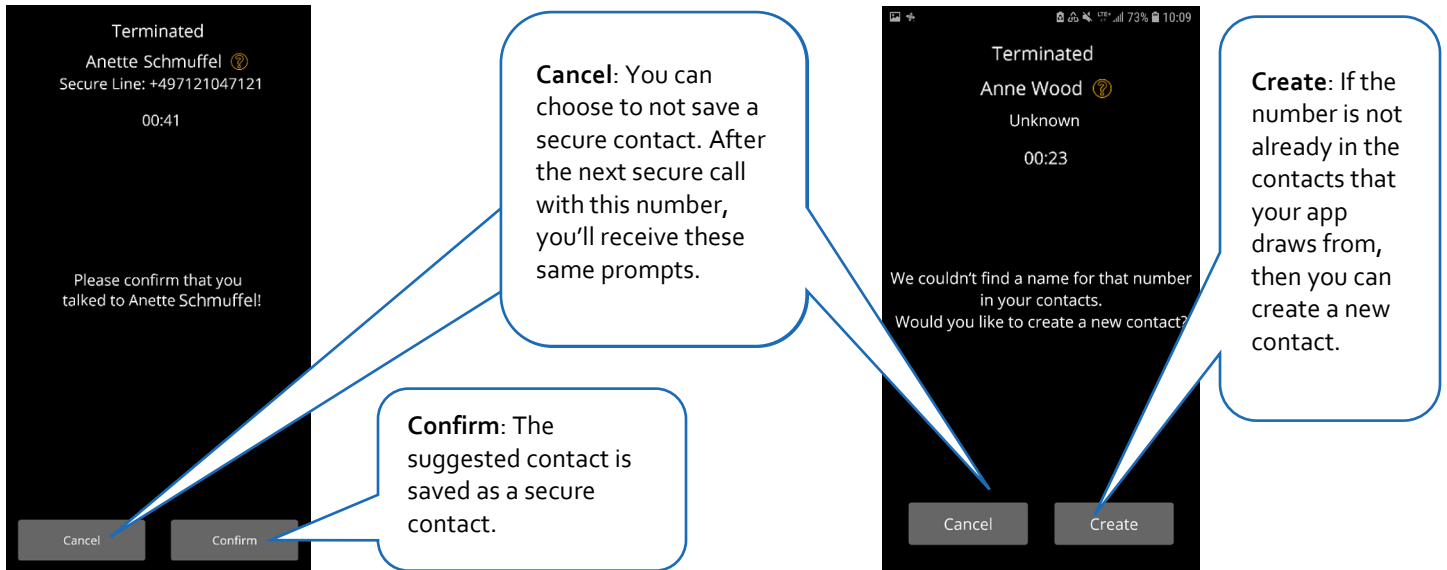 Terminated
Anette Schmuffel ?
Secure Line: +497121047121
00:41
Please confirm that you
talked to Anette Schmuffel!
Cancel
Confirm
Cancel: You can
choose to not save a
secure contact. After
the next secure call
with this number,
you'll receive these
same prompts.
Confirm: The
suggested contact is
saved as a secure
contact.
LTE+ 73% 10:09
Terminated
Anne Wood ?
Unknown
00:23
We couldn't find a name for that number
in your contacts.
Would you like to create a new contact?
Cancel
Create
Create: If the
number is not
already in the
contacts that
your app
draws from,
then you can
create a new
contact.